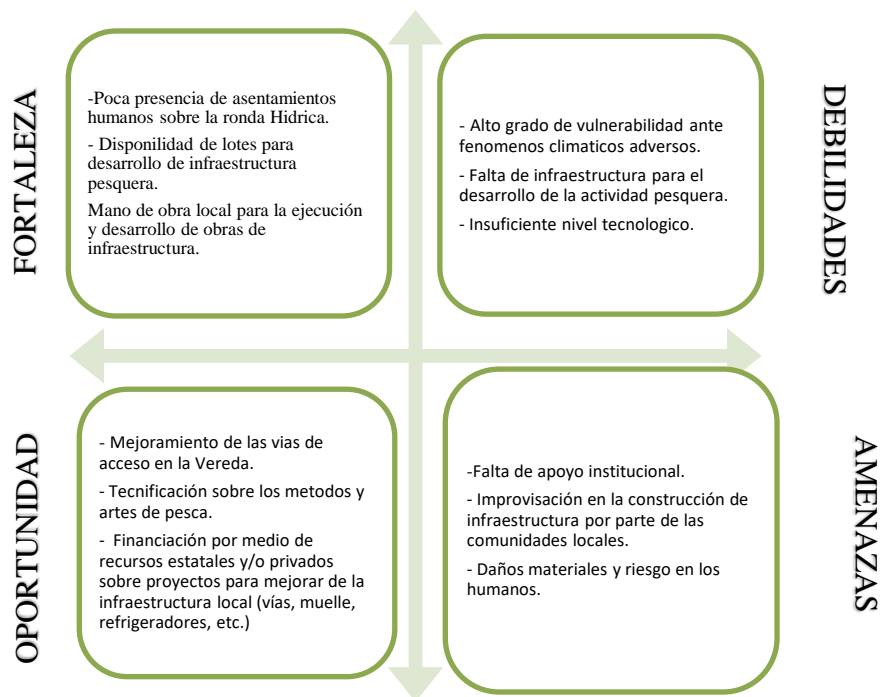 FORTALEZA
-Poca presencia de asentamientos
humanos sobre la ronda Hidrica.
- Disponilidad de lotes para
desarrollo de infraestructura
pesquera.
Mano de obra local para la ejecución
y desarrollo de obras de
infraestructura.
DEBILIDADES
- Alto grado de vulnerabilidad ante
fenomenos climaticos adversos.
- Falta de infraestructura para el
desarrollo de la actividad pesquera.
- Insuficiente nivel tecnologico.
OPORTUNIDAD
- Mejoramiento de las vias de
acceso en la Vereda.
- Tecnificación sobre los metodos y
artes de pesca.
- Financiación por medio de
recursos estatales y/o privados
sobre proyectos para mejorar de la
infraestructura local (vías, muelle,
refrigeradores, etc.)
AMENAZAS
-Falta de apoyo institucional.
- Improvisación en la construcción de
infraestructura por parte de las
comunidades locales.
- Daños materiales y riesgo en los
humanos.